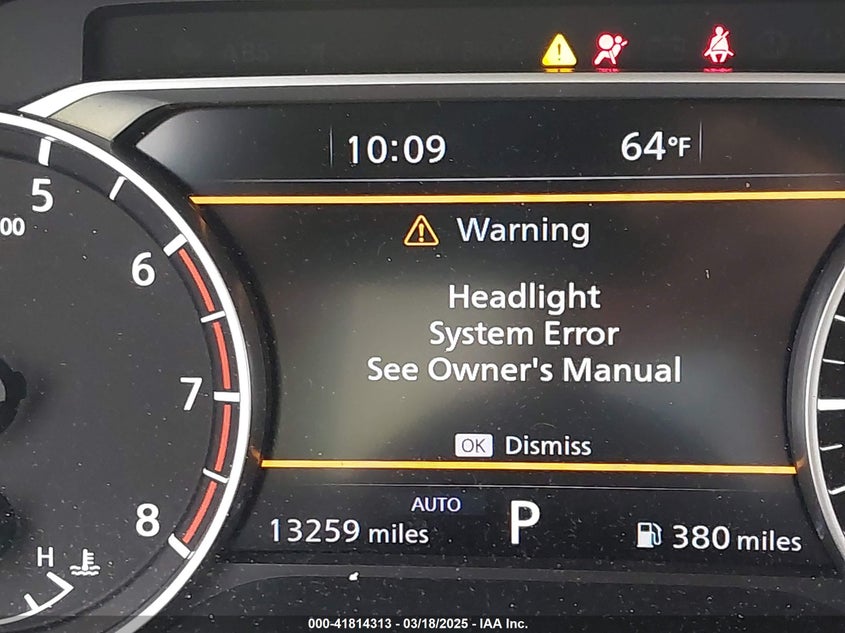 10:09 64°F
5
00
Warning
6
Headlight
System Error
See Owner's Manual
7
OK Dismiss
AUTO
8
13259 miles P 380 miles
H
000-41814313 - 03/18/2025 - IAA Inc.